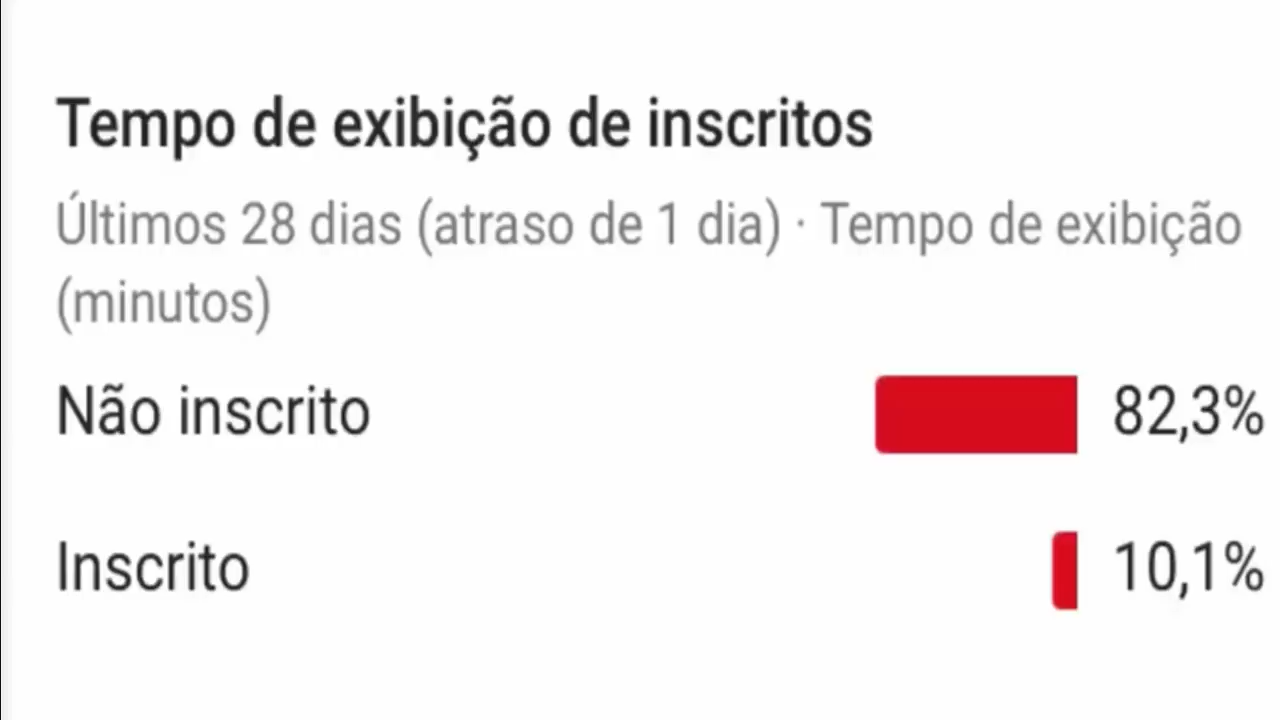 Tempo de exibição de inscritos
Últimos 28 dias (atraso de 1 dia) · Tempo de exibição
(minutos)
Não inscrito 82,3%
Inscrito 10,1%